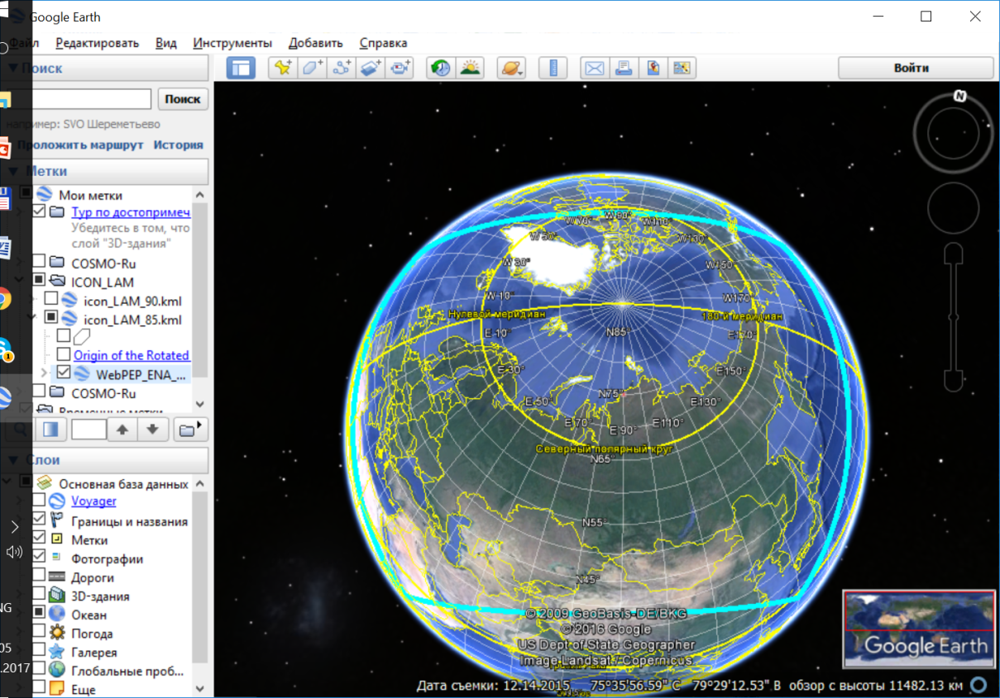 Google Earth
Файл Редактировать Вид Инструменты Добавить Справка
Поиск
Войти
Поиск
например: SVO Шереметьево
Проложить маршрут История
Метки
Мои метки
Тур по достопримеч
Убедитесь в том, что
слой "3D-здания"
COSMO-Ru
ICON_LAM
icon_LAM_90.kml
icon_LAM_85.kml
Origin of the Rotated
WebPEP_ENA_...
COSMO-Ru
Временные метки
Слои
Основная база данных
Voyager
Границы и названия
Метки
Фотографии
Дороги
3D-здания
Океан
Погода
Галерея
Глобальные проб...
Еще
NG
05
.2017
N
W 70° W 90° W110°
W 50° W130°
W 30° W150°
W-10° W170°
Нулевой меридиан 180-й меридиан
E-10° N85° E170°
E-30° E150°
E-50° N75° E130°
E 70° E 90° E110°
Северный полярный круг
N65°
N55°
N45°
© 2009 GeoBasis-DE/BKG
© 2016 Google
US Dept of State Geographer
Image Landsat / Copernicus
Google Earth
Дата съемки: 12.14.2015 75°35'56.59" С 79°29'12.53" В обзор с высоты 11482.13 км